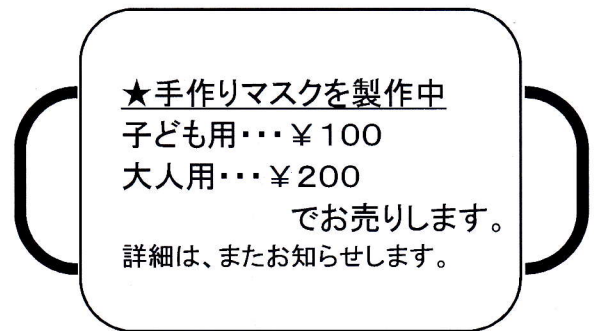 ★手作りマスクを製作中
子ども用・・・￥100
大人用・・・￥200
でお売りします。
詳細は、またお知らせします。